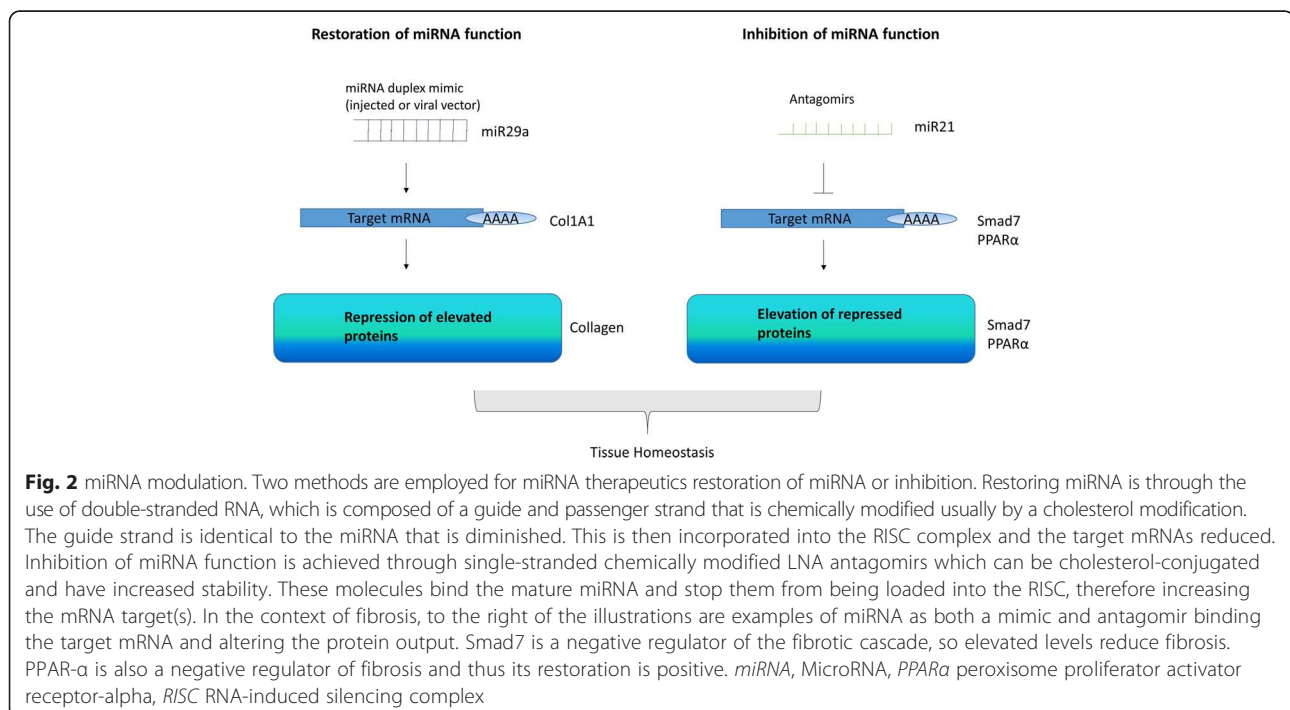 Restoration of miRNA function
Inhibition of miRNA function
miRNA duplex mimic
(injected or viral vector)
miR29a
Antagomirs
miR21
Target mRNA
AAAA
Col1A1
Target mRNA
AAAA
Smad7
PPARα
Repression of elevated
proteins
Collagen
Elevation of repressed
proteins
Smad7
PPARα
Tissue Homeostasis
Fig. 2 miRNA modulation. Two methods are employed for miRNA therapeutics restoration of miRNA or inhibition. Restoring miRNA is through the
use of double-stranded RNA, which is composed of a guide and passenger strand that is chemically modified usually by a cholesterol modification.
The guide strand is identical to the miRNA that is diminished. This is then incorporated into the RISC complex and the target mRNAs reduced.
Inhibition of miRNA function is achieved through single-stranded chemically modified LNA antagomirs which can be cholesterol-conjugated
and have increased stability. These molecules bind the mature miRNA and stop them from being loaded into the RISC, therefore increasing
the mRNA target(s). In the context of fibrosis, to the right of the illustrations are examples of miRNA as both a mimic and antagomir binding
the target mRNA and altering the protein output. Smad7 is a negative regulator of the fibrotic cascade, so elevated levels reduce fibrosis.
PPAR-α is also a negative regulator of fibrosis and thus its restoration is positive. miRNA, MicroRNA, PPARα peroxisome proliferator activator
receptor-alpha, RISC RNA-induced silencing complex